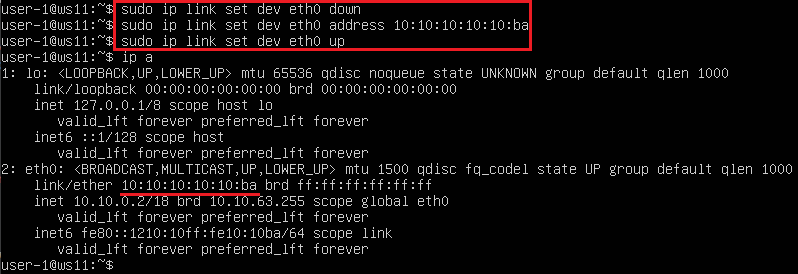 user-1@ws11:~$ sudo ip link set dev eth0 down
user-1@ws11:~$ sudo ip link set dev eth0 address 10:10:10:10:10:ba
user-1@ws11:~$ sudo ip link set dev eth0 up
user-1@ws11:~$ ip a
1: lo: <LOOPBACK,UP,LOWER_UP> mtu 65536 qdisc noqueue state UNKNOWN group default qlen 1000
    link/loopback 00:00:00:00:00:00 brd 00:00:00:00:00:00
    inet 127.0.0.1/8 scope host lo
       valid_lft forever preferred_lft forever
    inet6 ::1/128 scope host
       valid_lft forever preferred_lft forever
2: eth0: <BROADCAST,MULTICAST,UP,LOWER_UP> mtu 1500 qdisc fq_codel state UP group default qlen 1000
    link/ether 10:10:10:10:10:ba brd ff:ff:ff:ff:ff:ff
    inet 10.10.0.2/18 brd 10.10.63.255 scope global eth0
       valid_lft forever preferred_lft forever
    inet6 fe80::1210:10ff:fe10:10ba/64 scope link
       valid_lft forever preferred_lft forever
user-1@ws11:~$